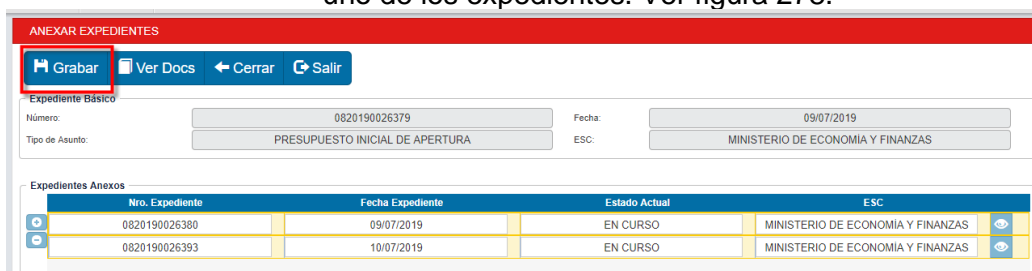 uno de los expedientes. Ver figura 278.
ANEXAR EXPEDIENTES
Grabar Ver Docs Cerrar Salir
Expediente Básico
Número: 0820190026379 Fecha: 09/07/2019
Tipo de Asunto: PRESUPUESTO INICIAL DE APERTURA ESC: MINISTERIO DE ECONOMÍA Y FINANZAS
Expedientes Anexos
Nro. Expediente Fecha Expediente Estado Actual ESC
0820190026380 09/07/2019 EN CURSO MINISTERIO DE ECONOMÍA Y FINANZAS
0820190026393 10/07/2019 EN CURSO MINISTERIO DE ECONOMÍA Y FINANZAS